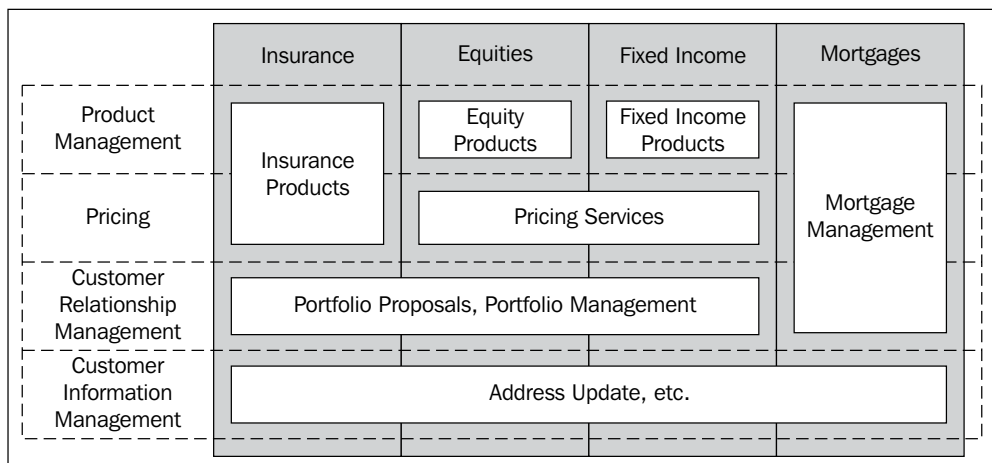 Insurance
Equities
Fixed Income
Mortgages
Product
Management
Insurance
Products
Equity
Products
Fixed Income
Products
Mortgage
Management
Pricing
Pricing Services
Customer
Relationship
Management
Portfolio Proposals, Portfolio Management
Customer
Information
Management
Address Update, etc.